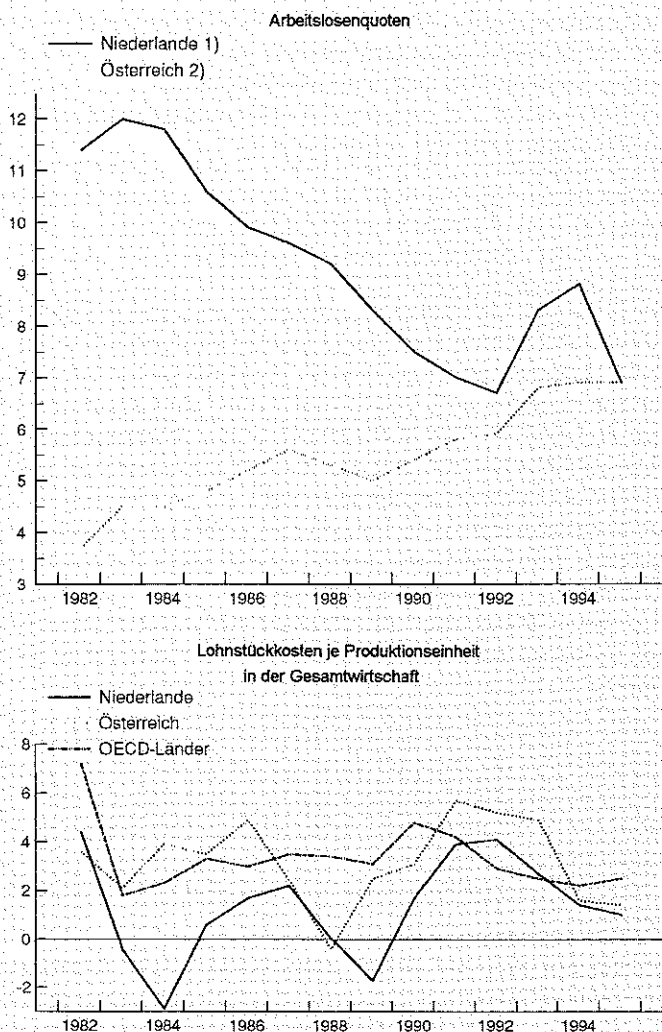 Arbeitslosenquoten
Niederlande 1)
Österreich 2)
12
11
10
9
8
7
6
5
4
3
1982 1984 1986 1988 1990 1992 1994
Lohnstückkosten je Produktionseinheit
in der Gesamtwirtschaft
Niederlande
Österreich
OECD-Länder
8
6
4
2
0
-2
1982 1984 1986 1988 1990 1992 1994